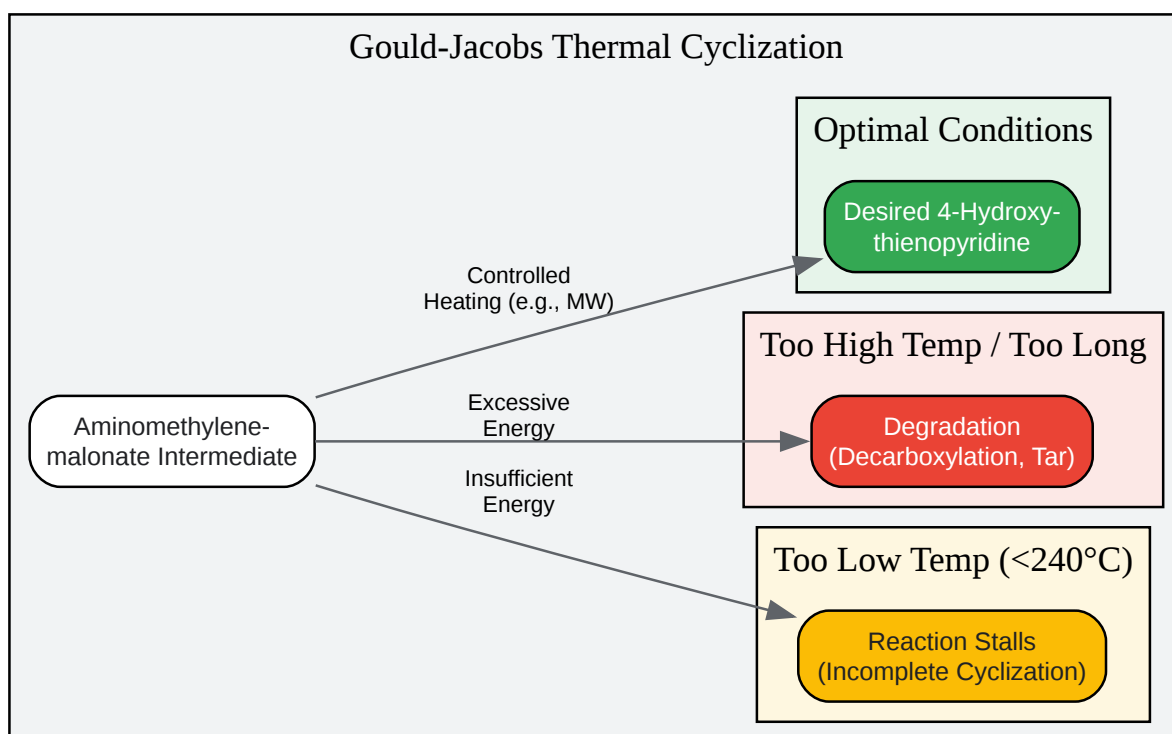 Gould-Jacobs Thermal Cyclization
Optimal Conditions
Desired 4-Hydroxy-
thienopyridine
Controlled
Heating (e.g., MW)
Too High Temp / Too Long
Excessive
Energy
Degradation
(Decarboxylation, Tar)
Aminomethylene-
malonate Intermediate
Insufficient
Energy
Too Low Temp (<240°C)
Reaction Stalls
(Incomplete Cyclization)